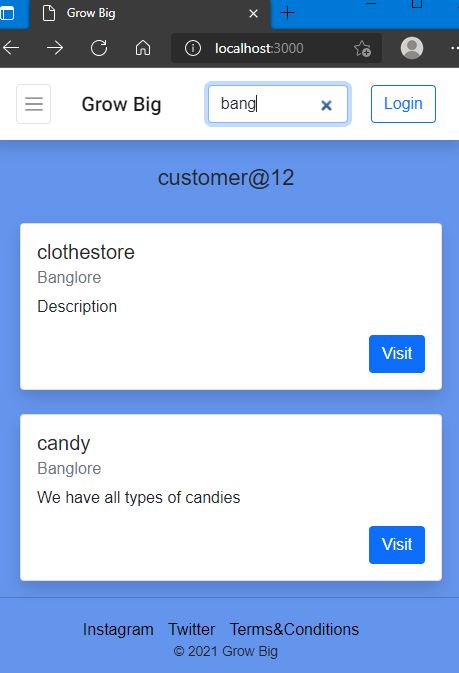 Grow Big
localhost:3000
Grow Big
bang
Login
customer@12
clothestore
Banglore
Description
Visit
candy
Banglore
We have all types of candies
Visit
Instagram Twitter Terms&Conditions
© 2021 Grow Big